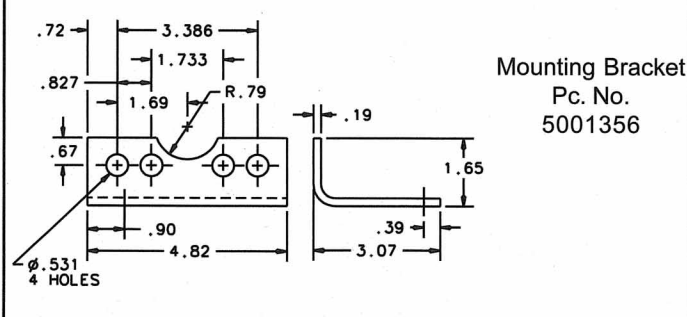 .72
3.386
1.733
.827
1.69
R.79
.67
.90
4.82
ø.531
4 HOLES
.19
1.65
.39
3.07
Mounting Bracket
Pc. No.
5001356